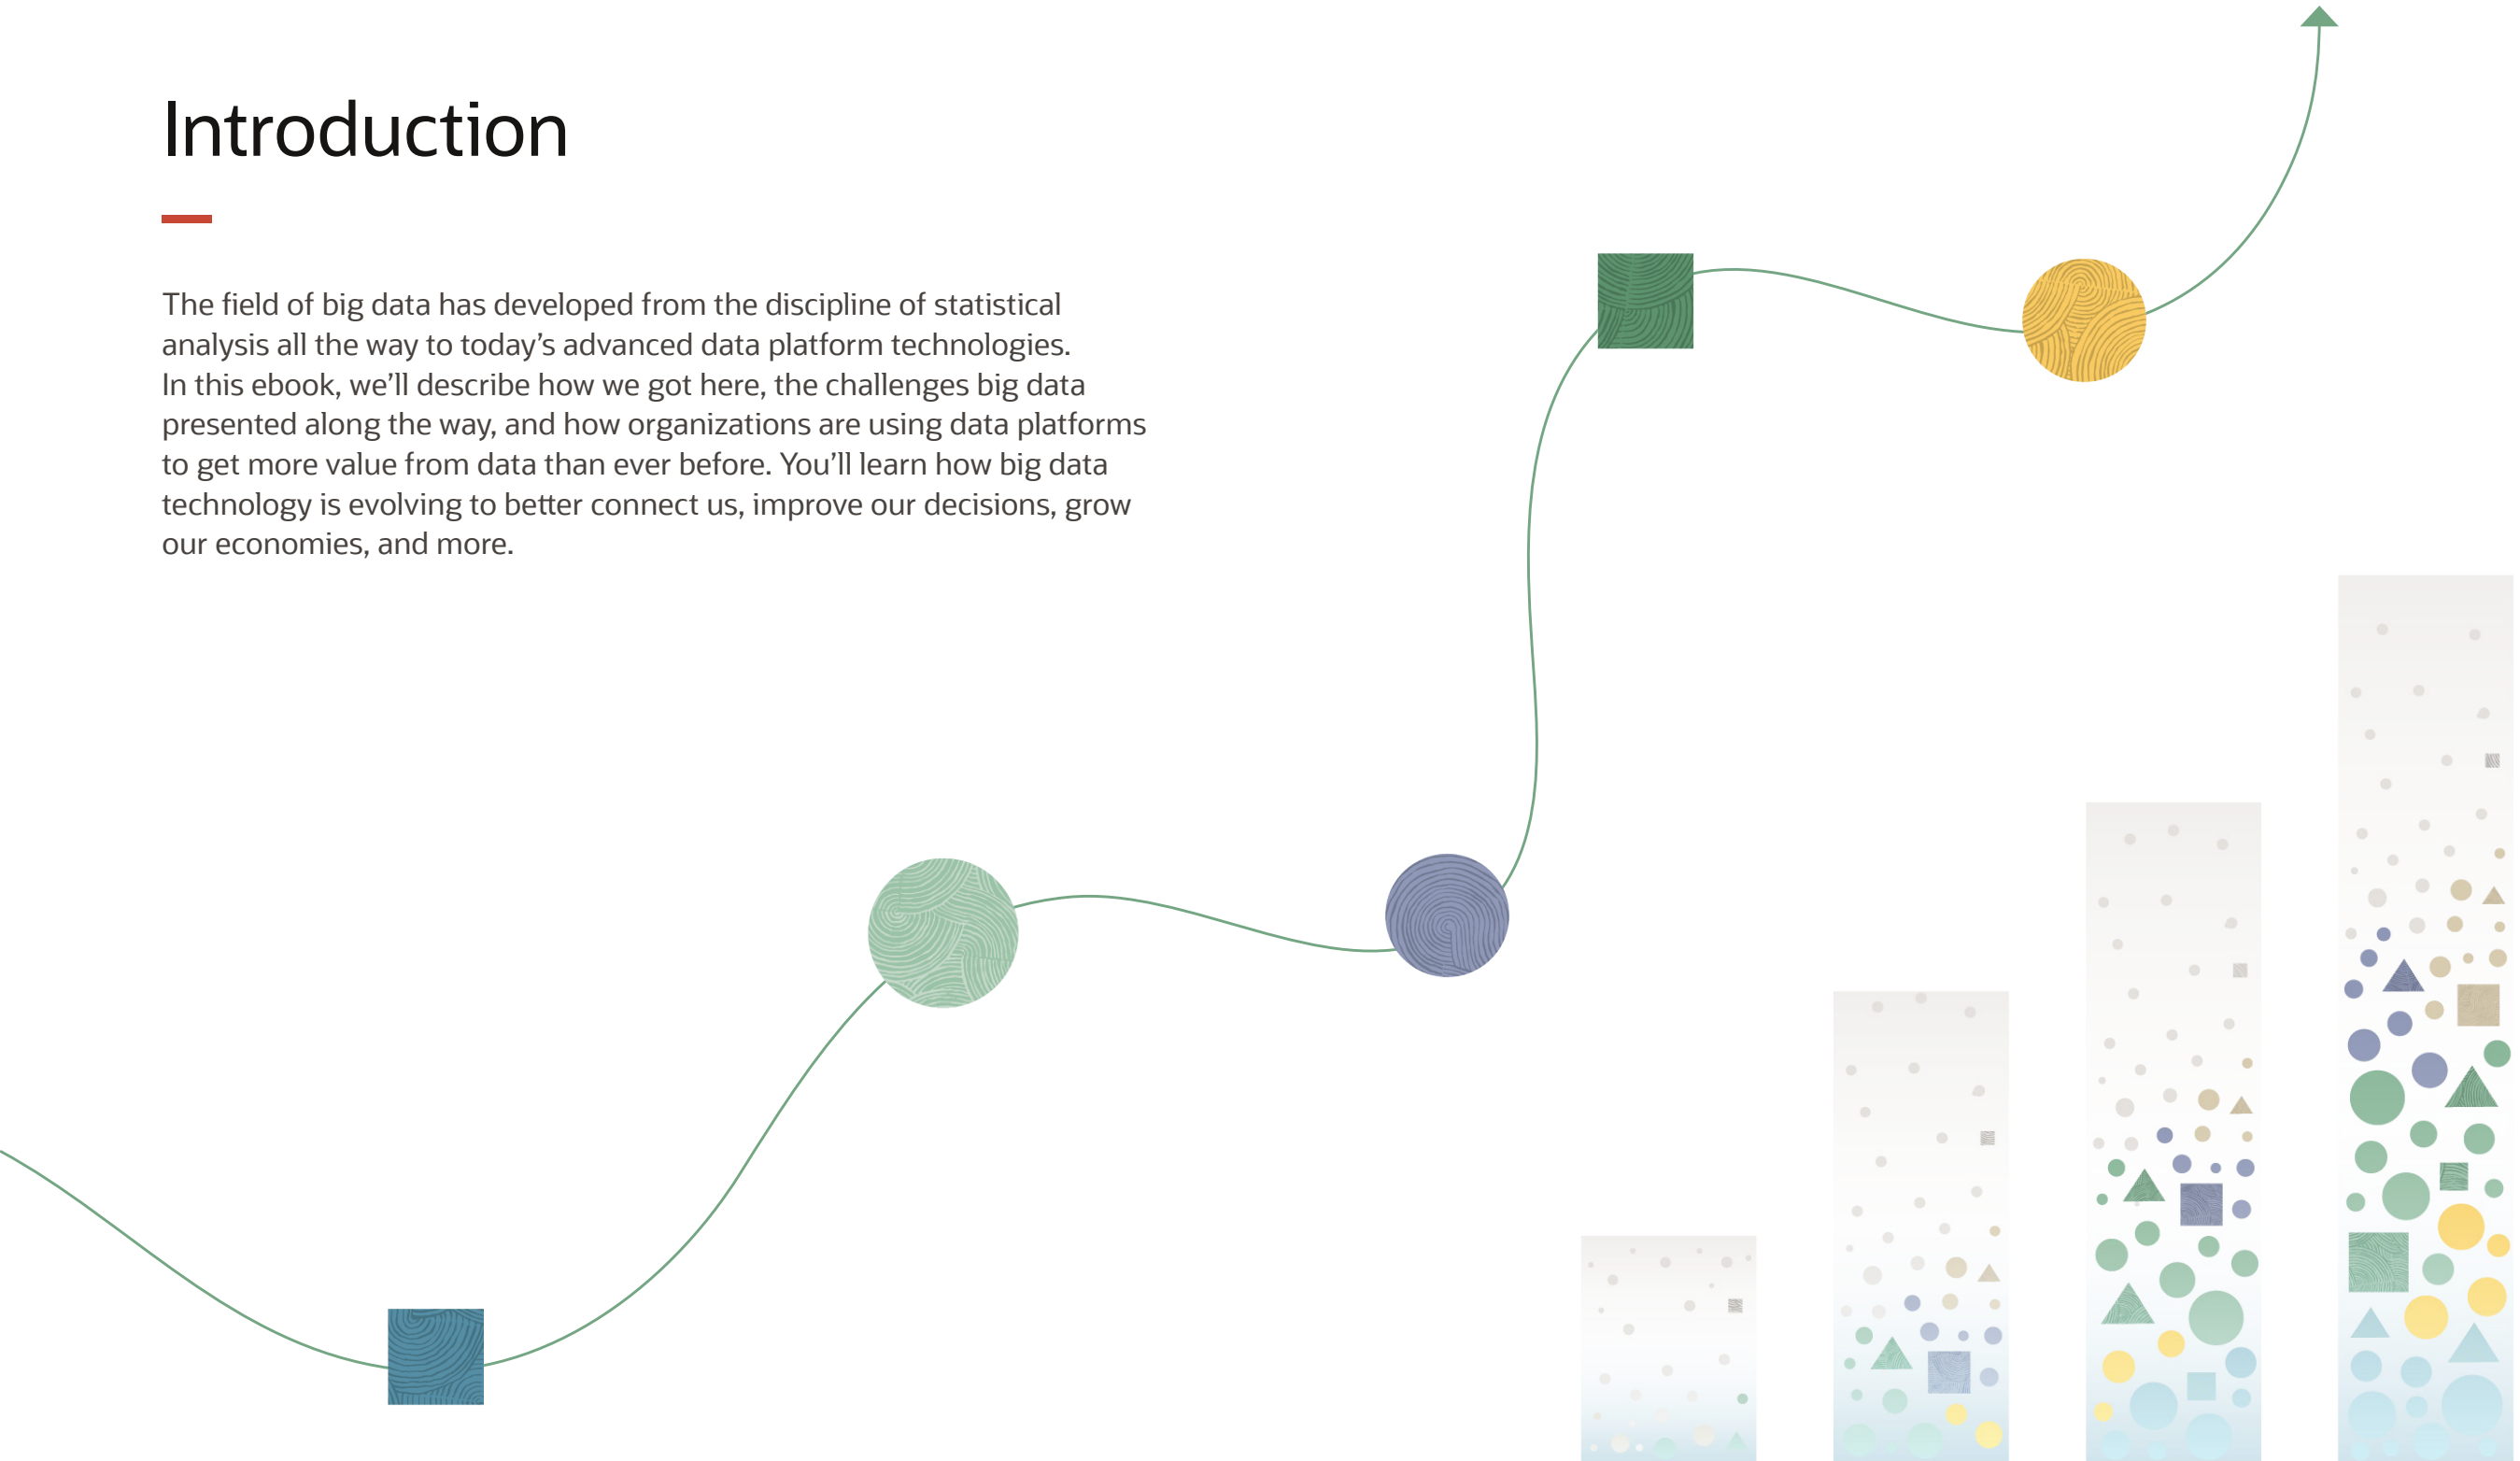 Introduction
The field of big data has developed from the discipline of statistical
analysis all the way to today’s advanced data platform technologies.
In this ebook, we’ll describe how we got here, the challenges big data
presented along the way, and how organizations are using data platforms
to get more value from data than ever before. You’ll learn how big data
technology is evolving to better connect us, improve our decisions, grow
our economies, and more.